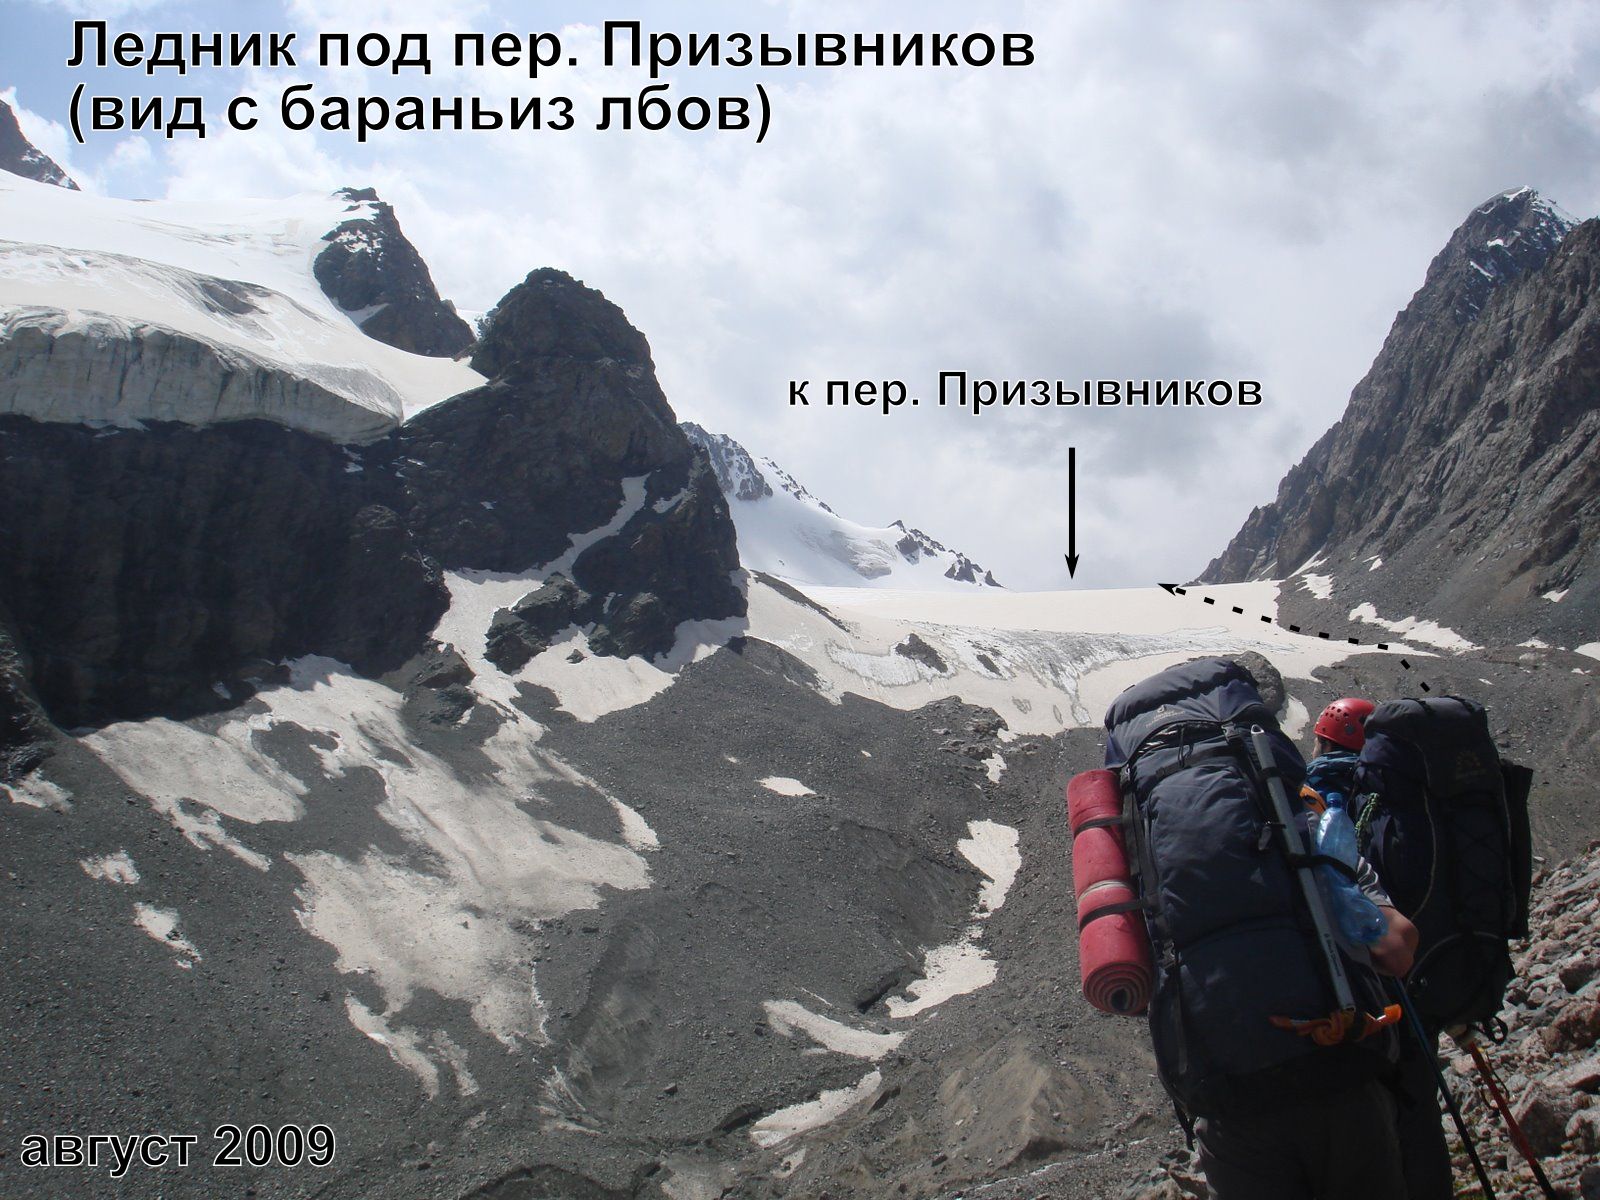 Ледник под пер. Призывников
(вид с бараньиз лбов)
к пер. Призывников
август 2009